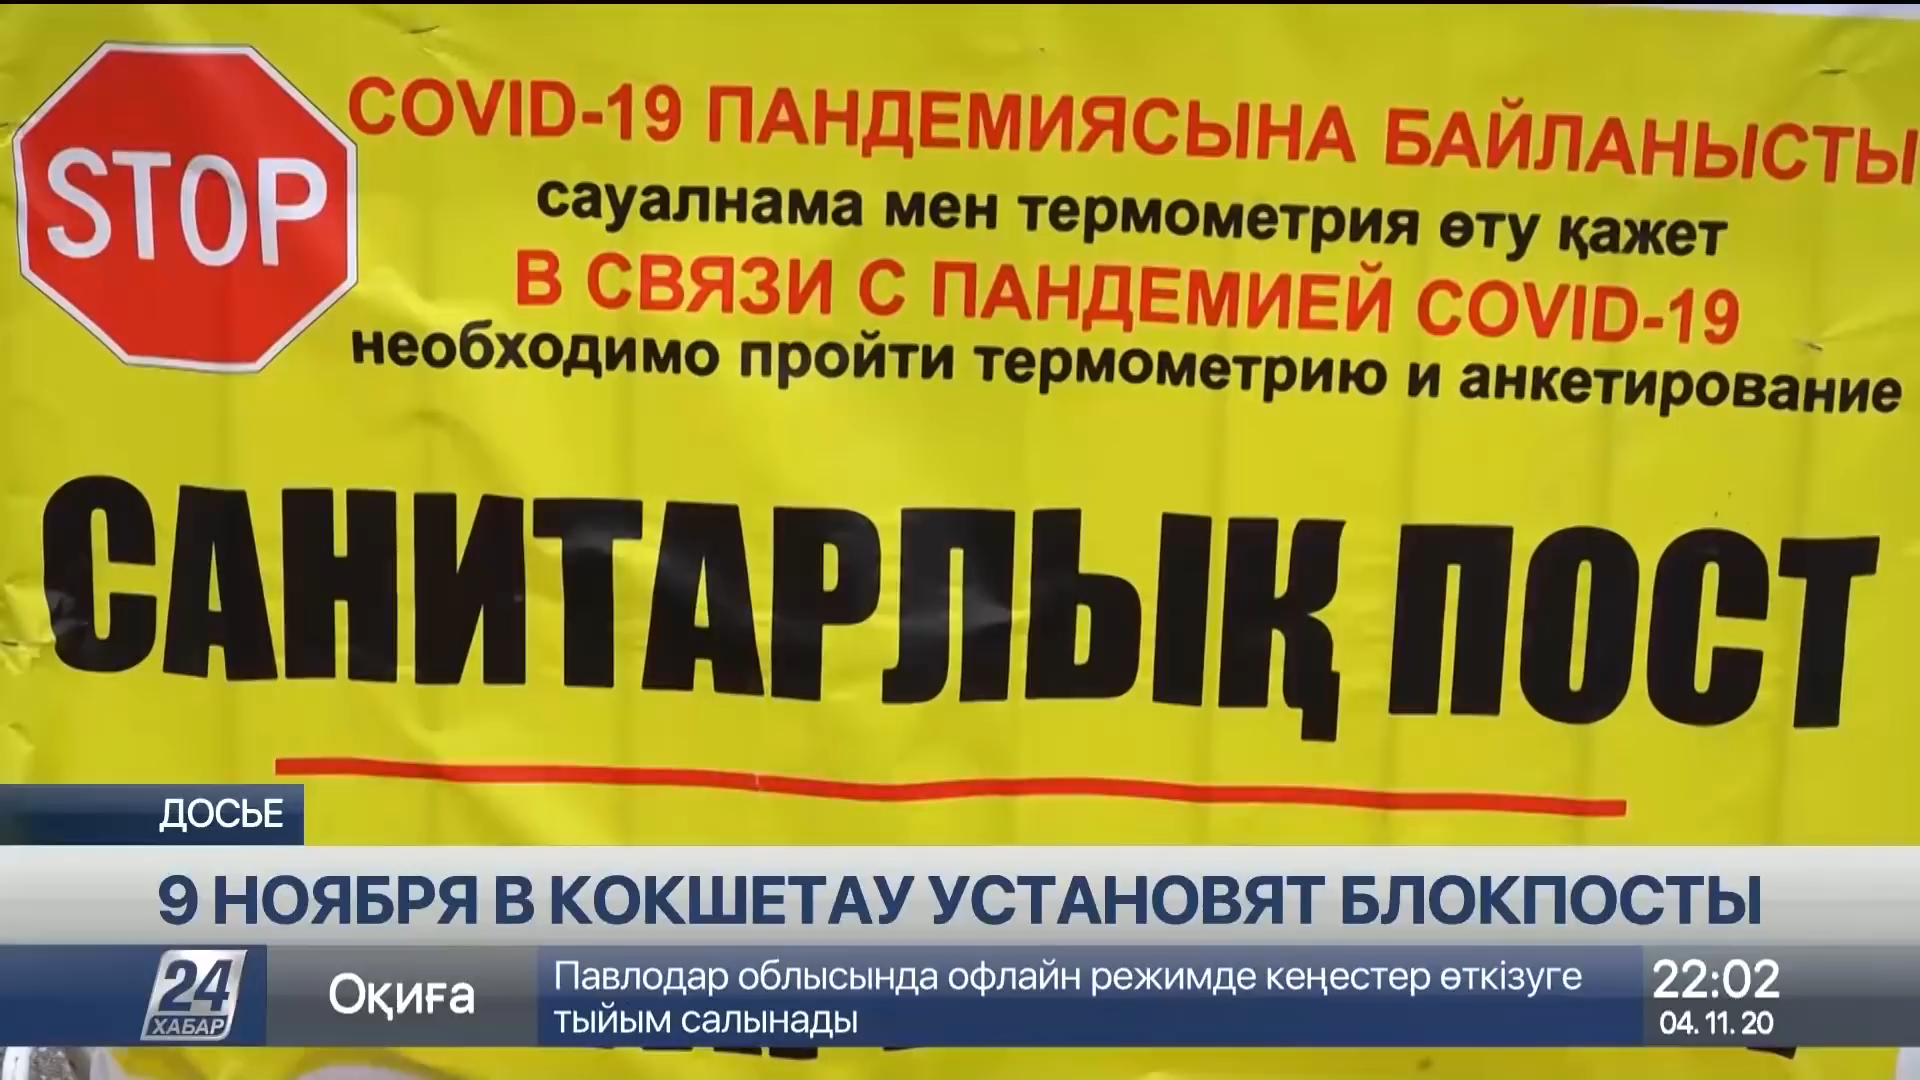 STOP
COVID-19 ПАНДЕМИЯСЫНА БАЙЛАНЫСТЫ
сауалнама мен термометрия өту қажет
В СВЯЗИ С ПАНДЕМИЕЙ COVID-19
необходимо пройти термометрию и анкетирование
САНИТАРЛЫҚ ПОСТ
ДОСЬЕ
9 НОЯБРЯ В КОКШЕТАУ УСТАНОВЯТ БЛОКПОСТЫ
24
ХАБАР
Оқиға
Павлодар облысында офлайн режимде кеңестер өткізуге
тыйым салынады
22:02
04. 11. 20